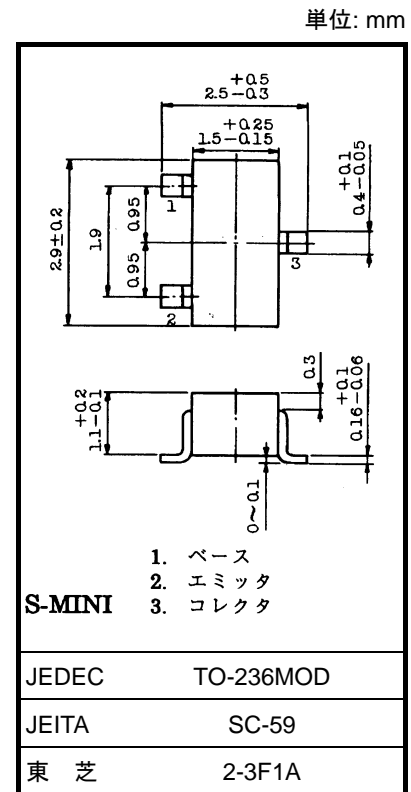 単位: mm
+0.5
2.5−0.3
+0.25
1.5−0.15
2.9±0.2
1.9
0.95
0.95
1
2
3
+0.1
0.4−0.05
+0.2
1.1−0.1
0.3
+0.1
0.16−0.06
0~0.1
1. ベース
2. エミッタ
S-MINI 3. コレクタ
JEDEC TO-236MOD
JEITA SC-59
東 芝 2-3F1A